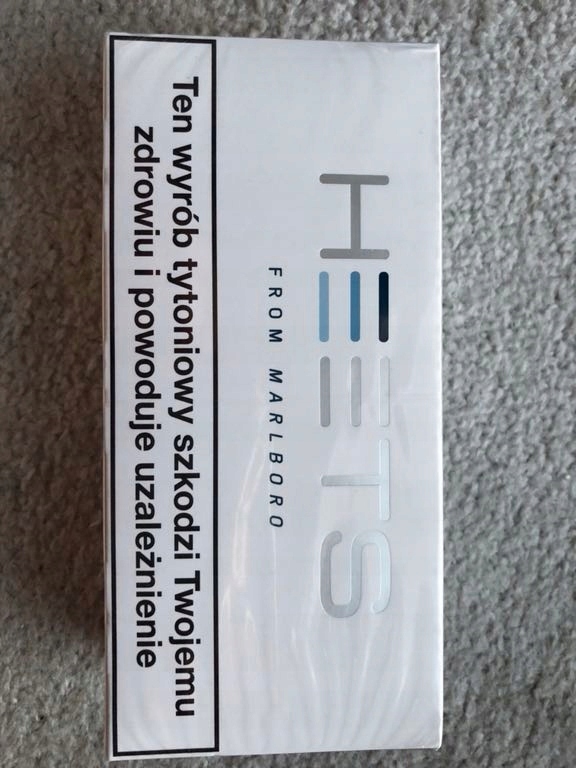 HEETS
FROM MARLBORO
Ten wyrób tytoniowy szkodzi Twojemu
zdrowiu i powoduje uzależnienie